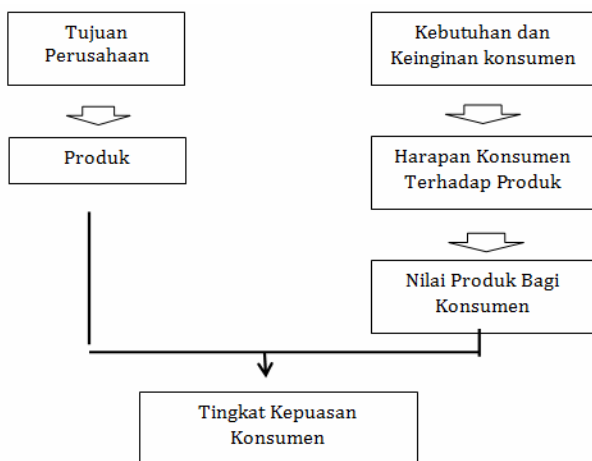 Tujuan
Perusahaan
Kebutuhan dan
Keinginan konsumen
Produk
Harapan Konsumen
Terhadap Produk
Nilai Produk Bagi
Konsumen
Tingkat Kepuasan
Konsumen